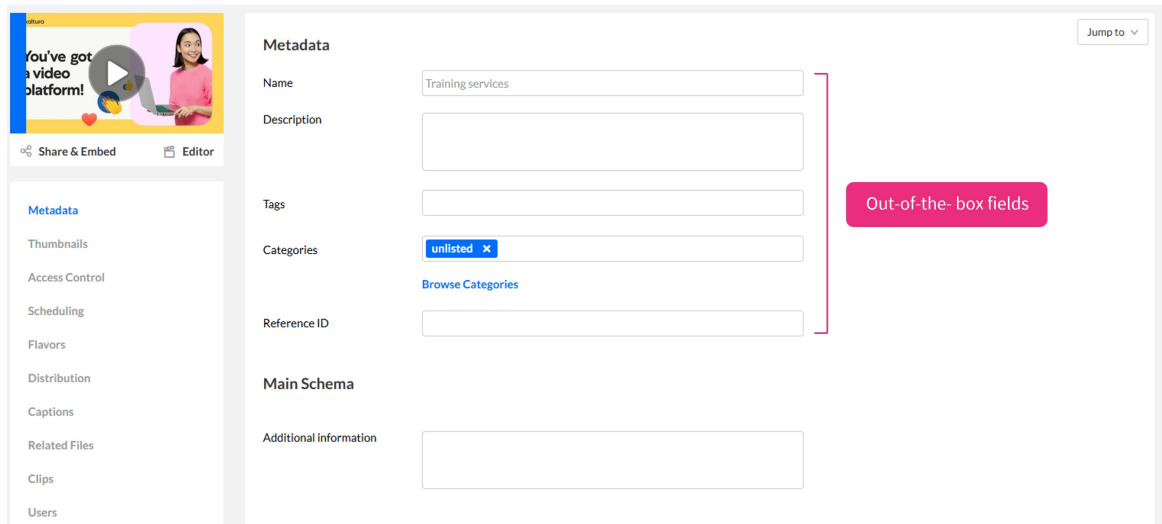 altura
You've got
a video
platform!
Share & Embed
Editor
Metadata
Thumbnails
Access Control
Scheduling
Flavors
Distribution
Captions
Related Files
Clips
Users
Jump to
Metadata
Name
Training services
Description
Tags
Categories
unlisted
Browse Categories
Reference ID
Out-of-the- box fields
Main Schema
Additional information